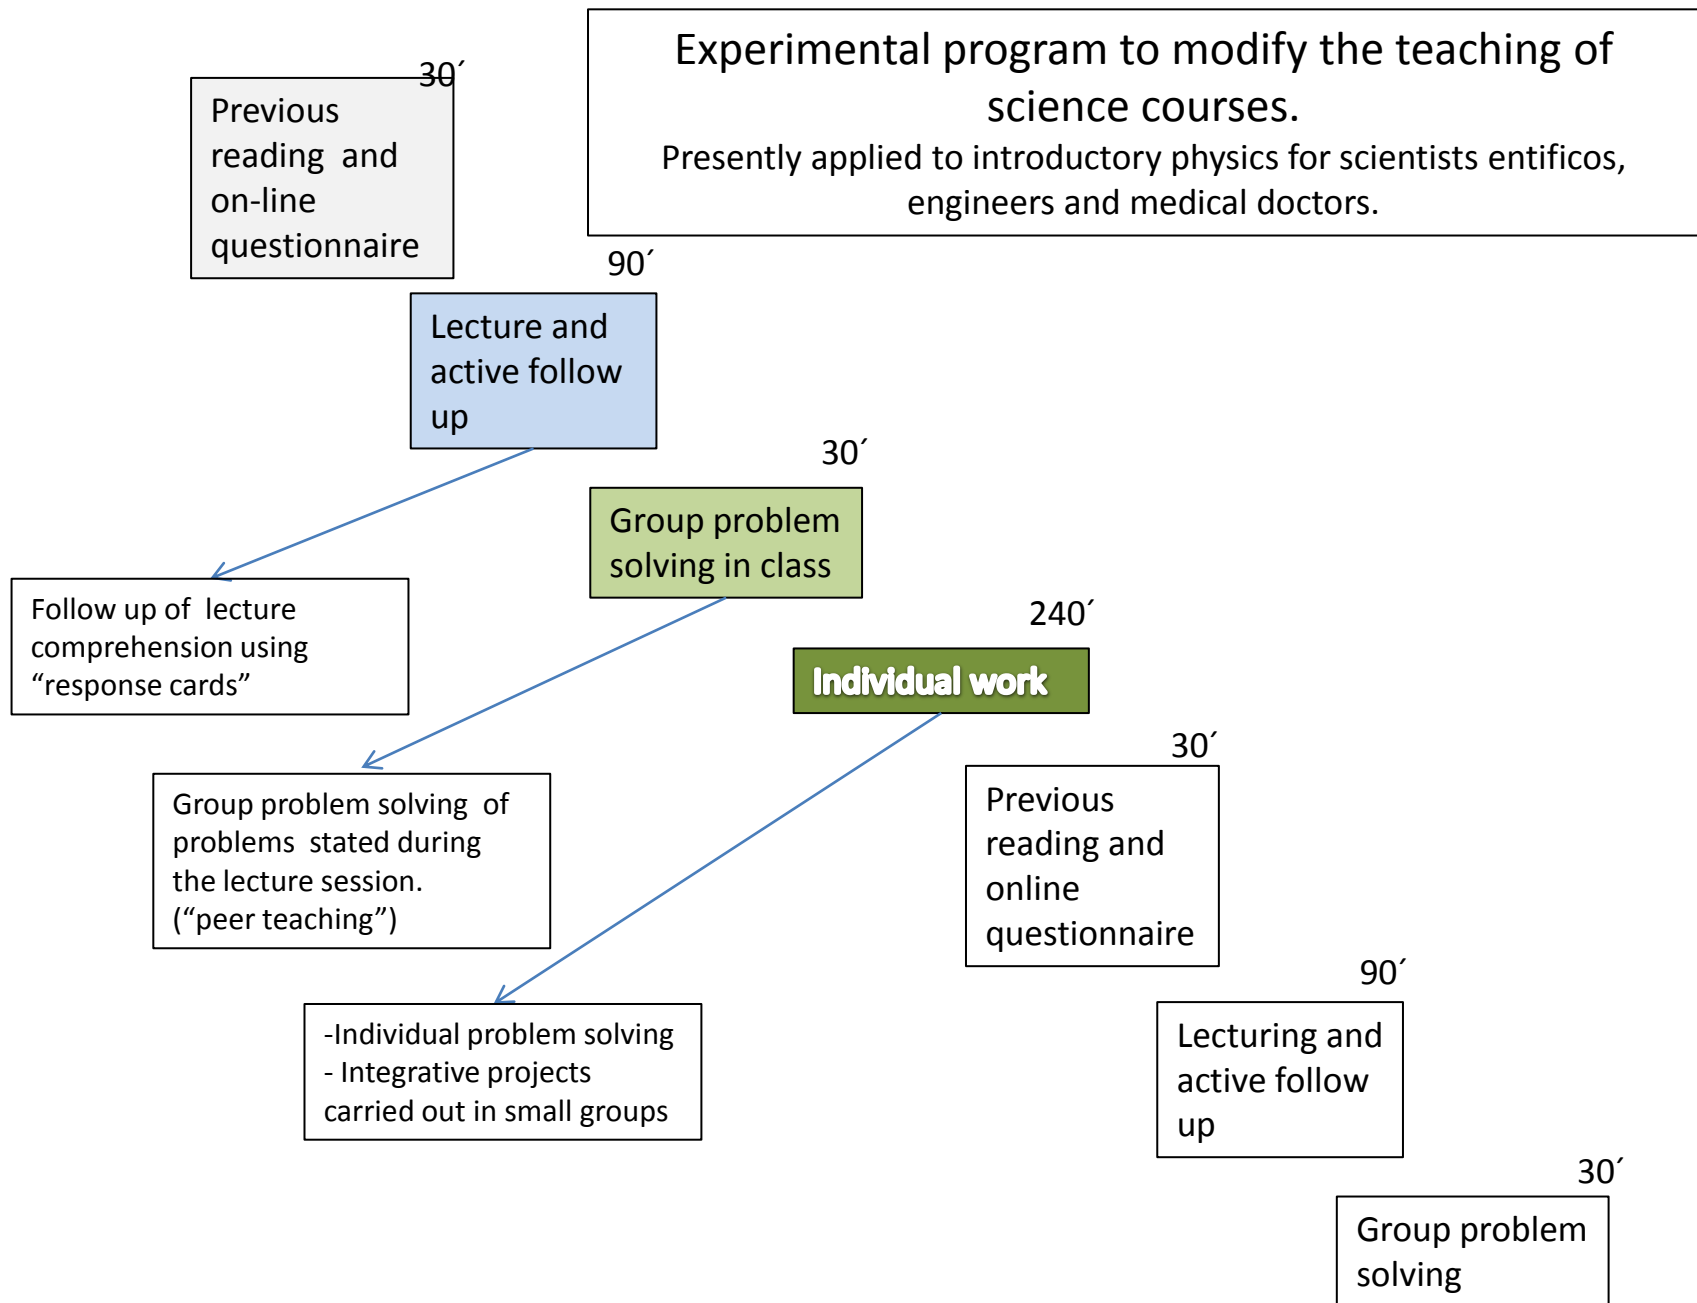 Experimental program to modify the teaching of
science courses.
Presently applied to introductory physics for scientists entificos,
engineers and medical doctors.
30´
Previous
reading and
on-line
questionnaire
90´
Lecture and
active follow
up
30´
Group problem
solving in class
Follow up of lecture
comprehension using
“response cards”
240´
Individual work
Group problem solving of
problems stated during
the lecture session.
(“peer teaching”)
30´
Previous
reading and
online
questionnaire
-Individual problem solving
- Integrative projects
carried out in small groups
90´
Lecturing and
active follow
up
30´
Group problem
solving